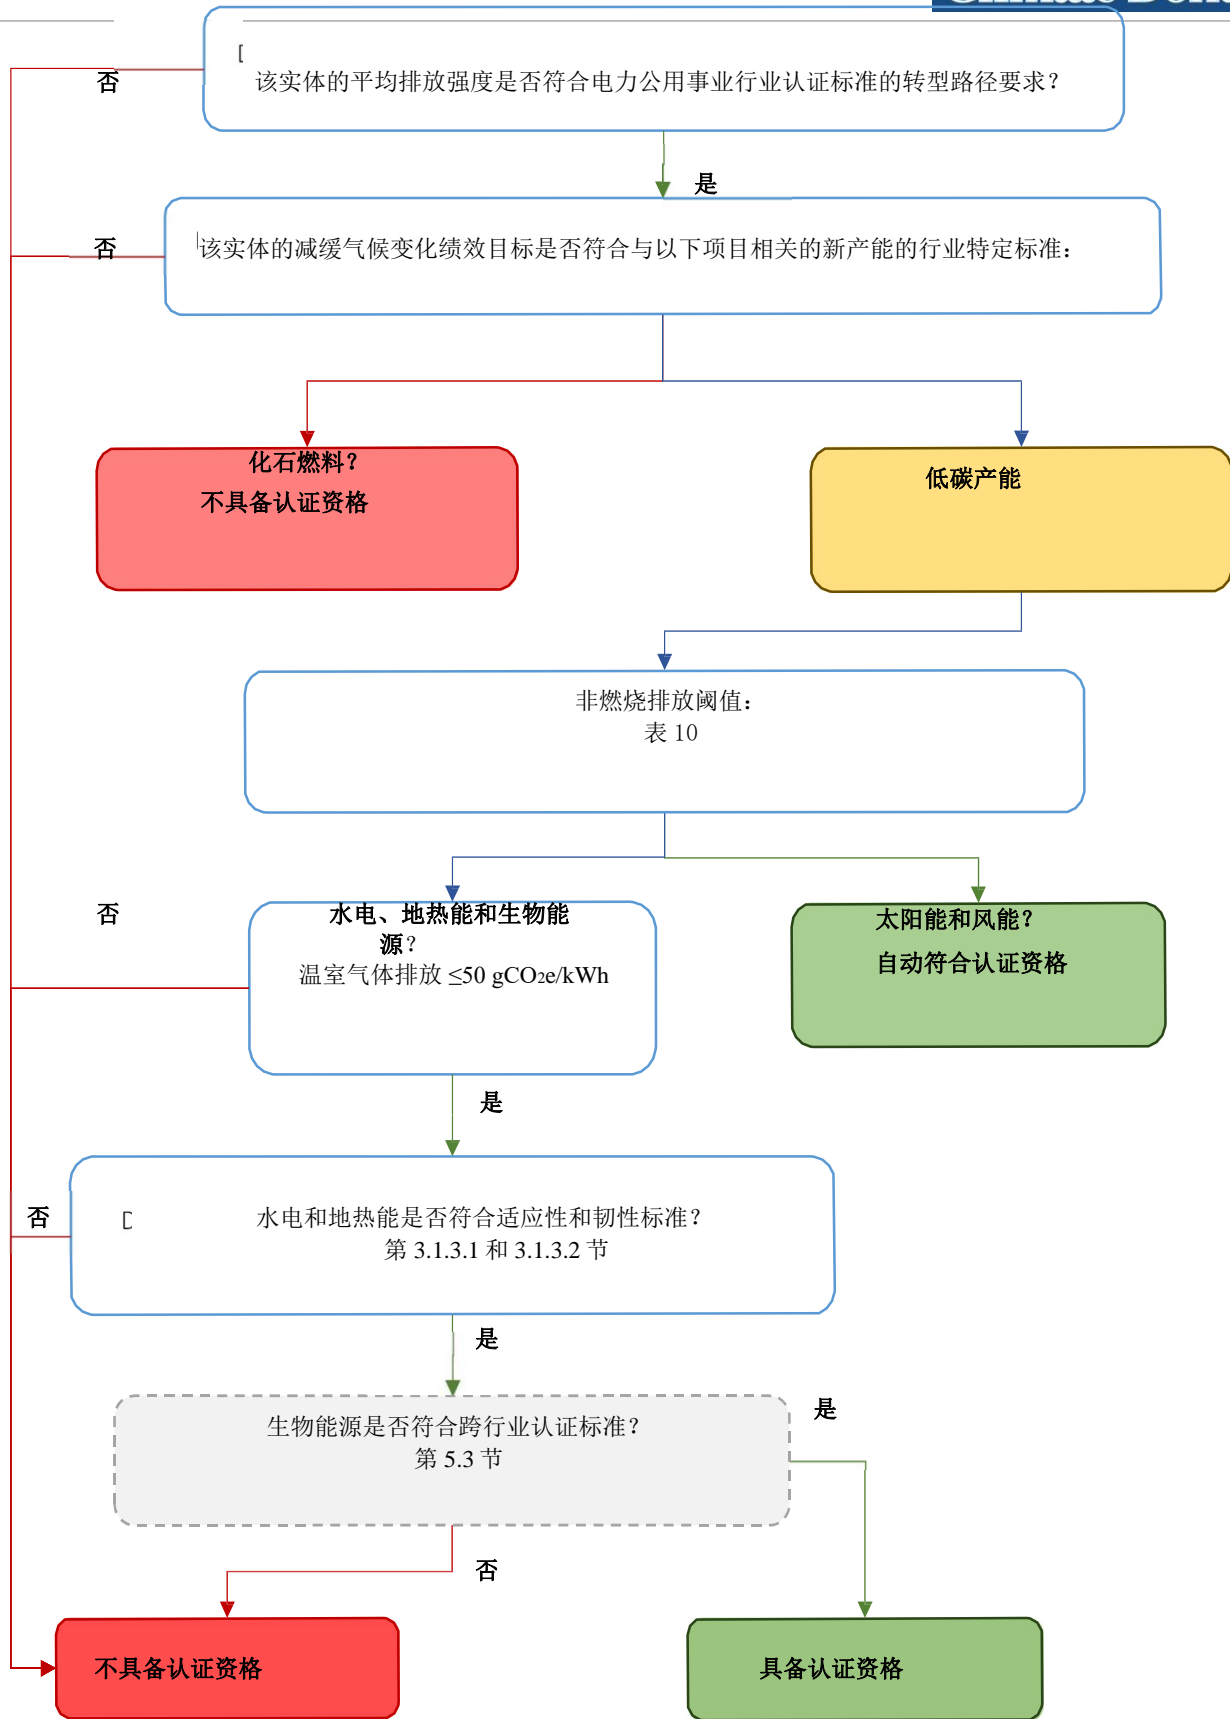 否
该实体的平均排放强度是否符合电力公用事业行业认证标准的转型路径要求？
是
否
该实体的减缓气候变化绩效目标是否符合与以下项目相关的新产能的行业特定标准：
化石燃料？
不具备认证资格
低碳产能
非燃烧排放阈值：
表 10
否
水电、地热能和生物能
源？
温室气体排放 ≤50 gCO2e/kWh
太阳能和风能？
自动符合认证资格
是
否
水电和地热能是否符合适应性和韧性标准？
第 3.1.3.1 和 3.1.3.2 节
是
生物能源是否符合跨行业认证标准？
第 5.3 节
是
否
不具备认证资格
具备认证资格